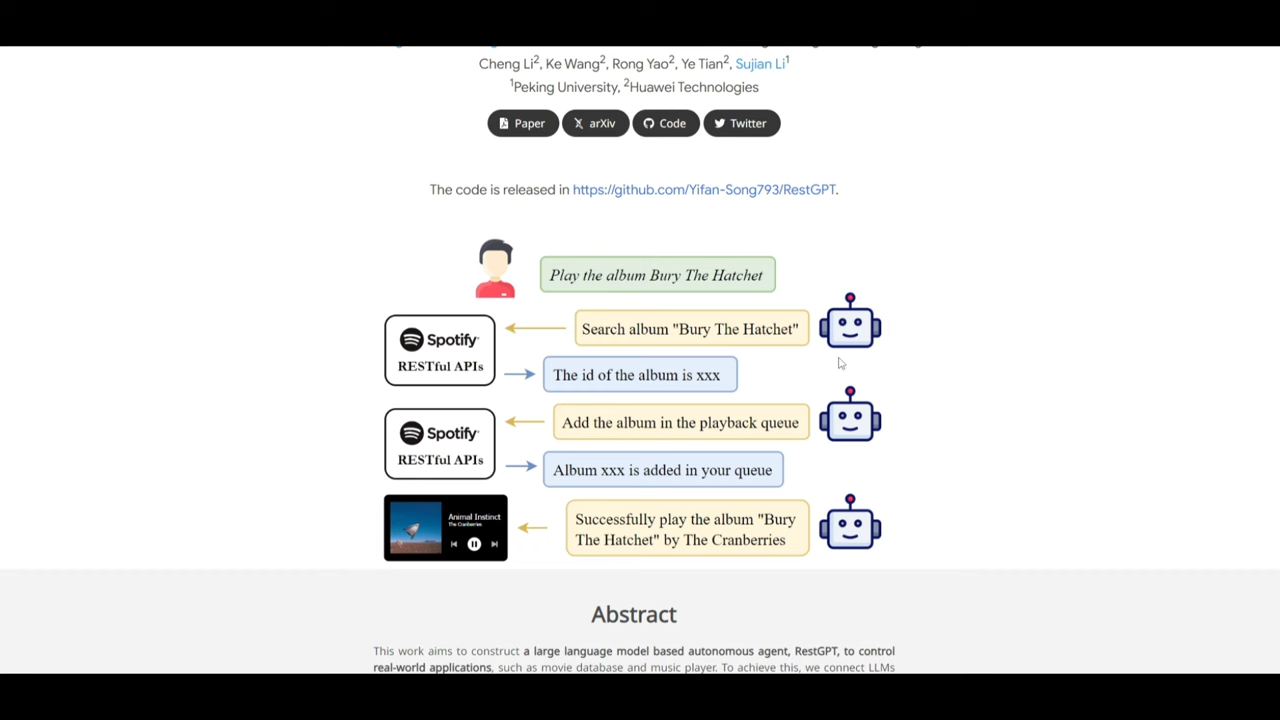 Cheng Li², Ke Wang², Rong Yao², Ye Tian², Sujian Li¹
¹Peking University, ²Huawei Technologies
Paper
arXiv
Code
Twitter
The code is released in https://github.com/Yifan-Song793/RestGPT.
Play the album Bury The Hatchet
Spotify
RESTful APIs
Search album "Bury The Hatchet"
The id of the album is xxx
Spotify
RESTful APIs
Add the album in the playback queue
Album xxx is added in your queue
Animal Instinct
The Cranberries
Successfully play the album "Bury
The Hatchet" by The Cranberries
Abstract
This work aims to construct a large language model based autonomous agent, RestGPT, to control
real-world applications, such as movie database and music player. To achieve this, we connect LLMs